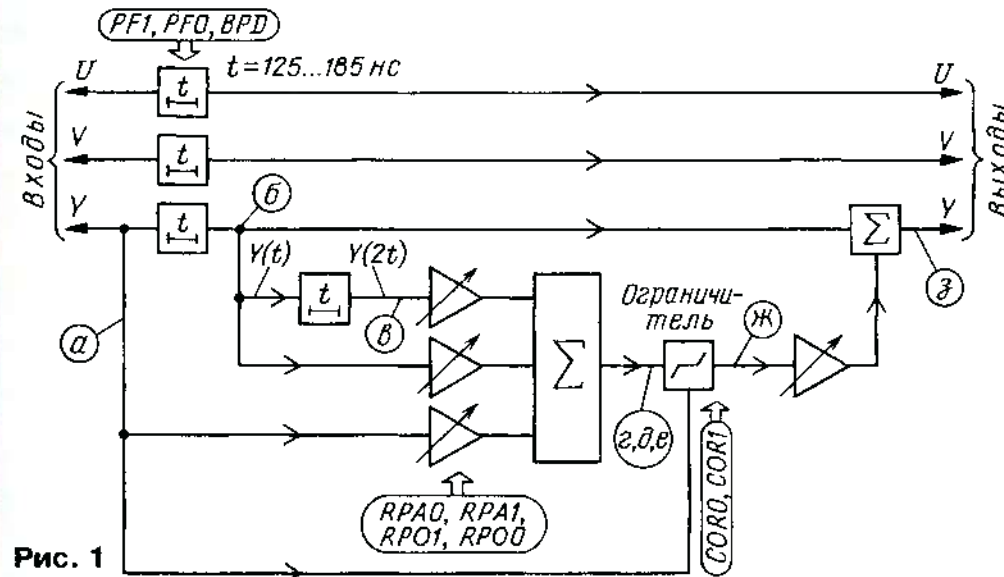 PF1, PF0, BPD
t=125...185 нс
U
t
U
V
t
V
Y
t
Y
Входы
Выходы
б
Σ
з
Y(t)
t
Y(2t)
в
а
Ограничи-
тель
Σ
ж
г,д,е
RPA0, RPA1,
RPO1, RPO0
COR0, COR1
Рис. 1